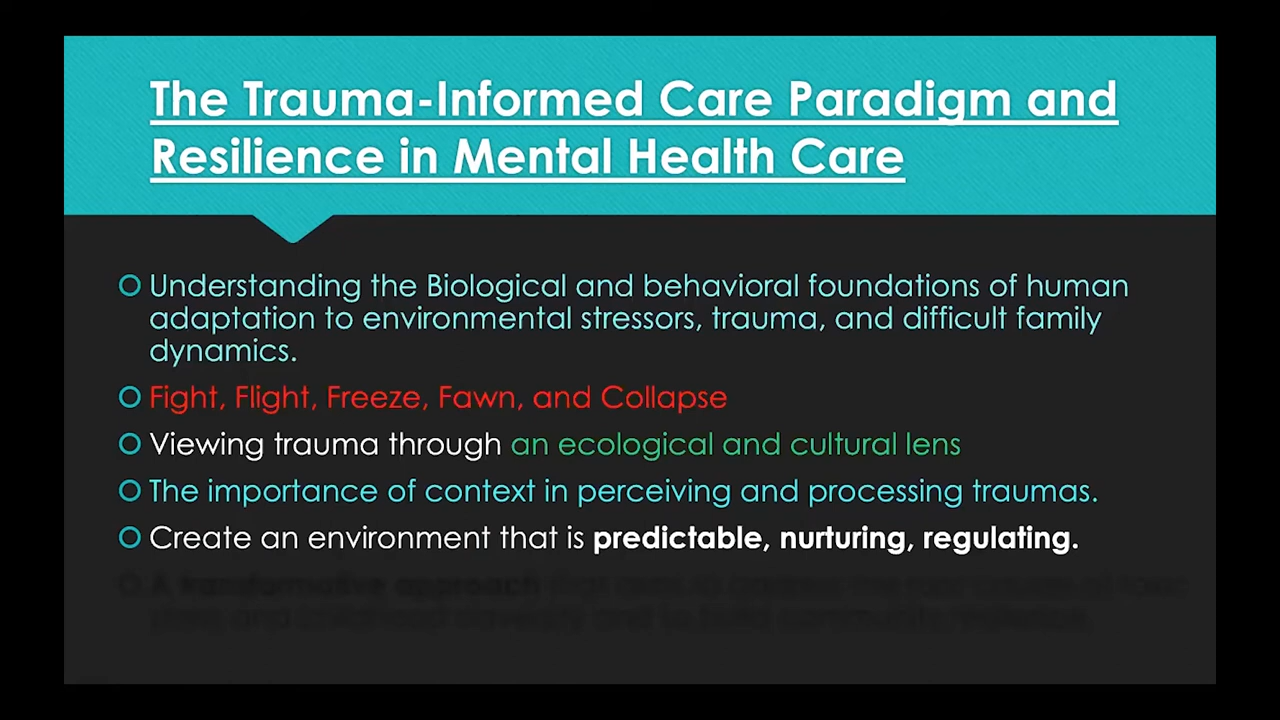 The Trauma-Informed Care Paradigm and
Resilience in Mental Health Care
Understanding the Biological and behavioral foundations of human
adaptation to environmental stressors, trauma, and difficult family
dynamics.
Fight, Flight, Freeze, Fawn, and Collapse
Viewing trauma through an ecological and cultural lens
The importance of context in perceiving and processing traumas.
Create an environment that is predictable, nurturing, regulating.
A transformative approach